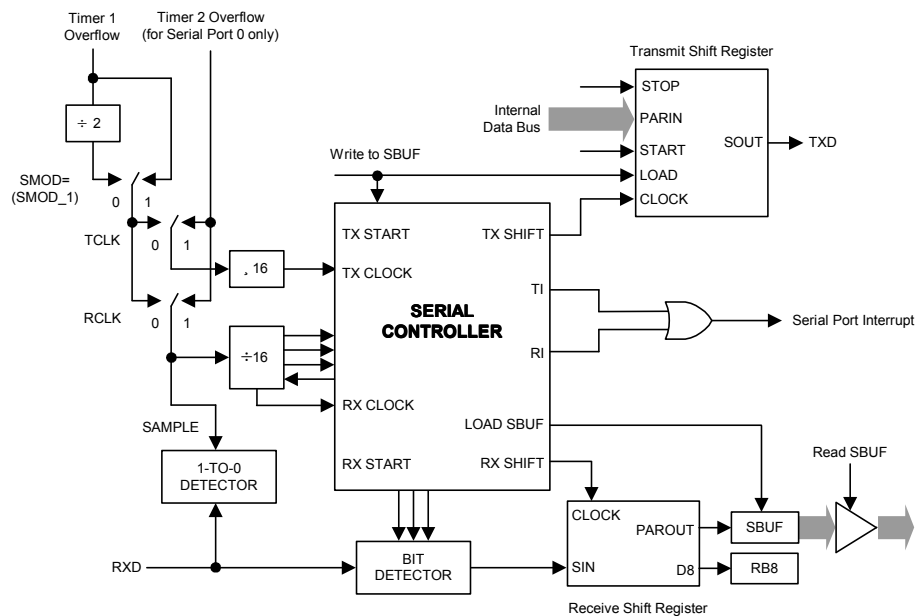 Timer 1
Overflow
Timer 2 Overflow
(for Serial Port 0 only)
Transmit Shift Register
÷ 2
STOP
Internal
Data Bus
PARIN
SOUT
TXD
START
Write to SBUF
LOAD
CLOCK
SMOD=
(SMOD_1)
0 1
TCLK
0 1
¸ 16
TX START
TX SHIFT
TX CLOCK
TI
SERIAL
CONTROLLER
Serial Port Interrupt
RCLK
0 1
÷16
RI
RX CLOCK
LOAD SBUF
SAMPLE
RX START
RX SHIFT
Read SBUF
1-TO-0
DETECTOR
CLOCK
PAROUT
SBUF
RXD
BIT
DETECTOR
SIN
D8
RB8
Receive Shift Register